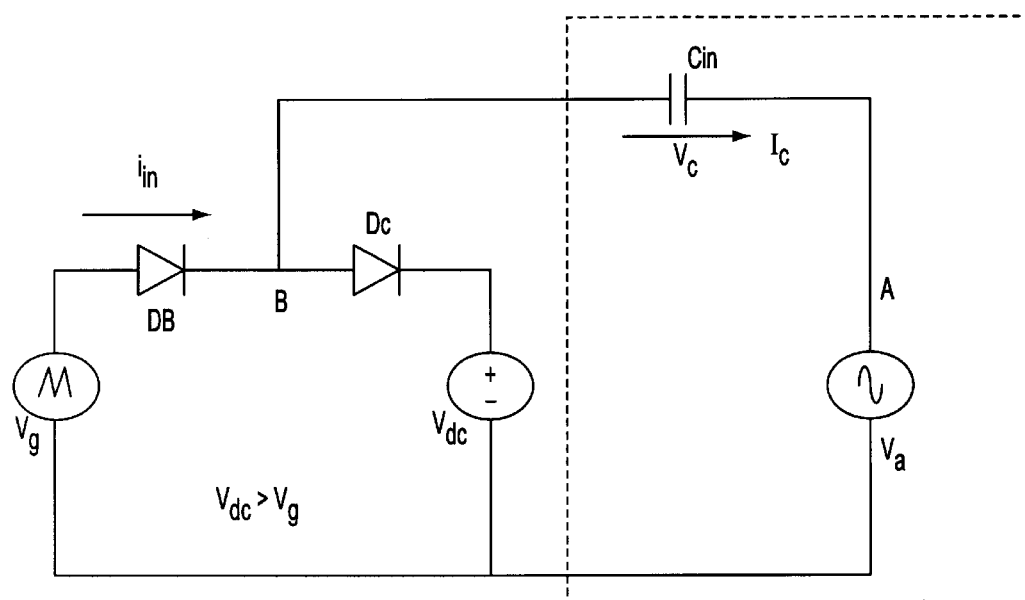 Cin
V_c
I_c
i_in
Dc
DB
B
A
V_g
+
−
V_dc
V_a
V_dc > V_g